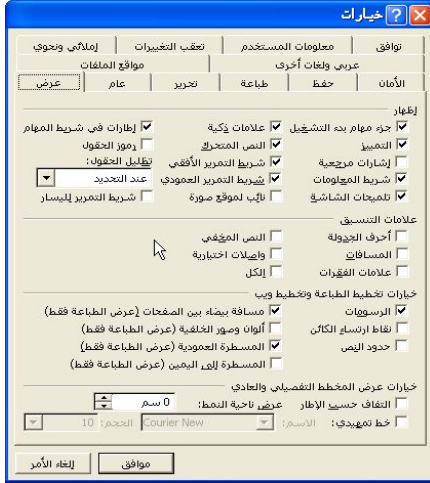 خيارات
توافق معلومات المستخدم تعقب التغييرات إملائي ونحوي
عربي ولغات أخرى مواقع الملفات
الأمان حفظ طباعة تحرير عام عرض
إظهار
جزء مهام بدء التشغيل علامات ذكية إطارات في شريط المهام
التمييز النص المتحرك رموز الحقول
إشارات مرجعية شريط التمرير الأفقي تظليل الحقول:
شريط المعلومات شريط التمرير العمودي عند التحديد
تلميحات الشاشة نائب لموقع صورة شريط التمرير لليسار
علامات التنسيق
أحرف الجدولة النص المخفي
المسافات واصلات اختيارية
علامات الفقرات الكل
خيارات تخطيط الطباعة وتخطيط ويب
الرسومات مسافة بيضاء بين الصفحات (عرض الطباعة فقط)
نقاط ارتساء الكائن ألوان وصور الخلفية (عرض الطباعة فقط)
حدود النص المسطرة العمودية (عرض الطباعة فقط)
المسطرة إلى اليمين (عرض الطباعة فقط)
خيارات عرض المخطط التفصيلي والعادي
التفاف حسب الإطار عرض ناحية النمط: 0 سم
خط تمهيدي: الاسم: Courier New الحجم: 10
موافق إلغاء الأمر